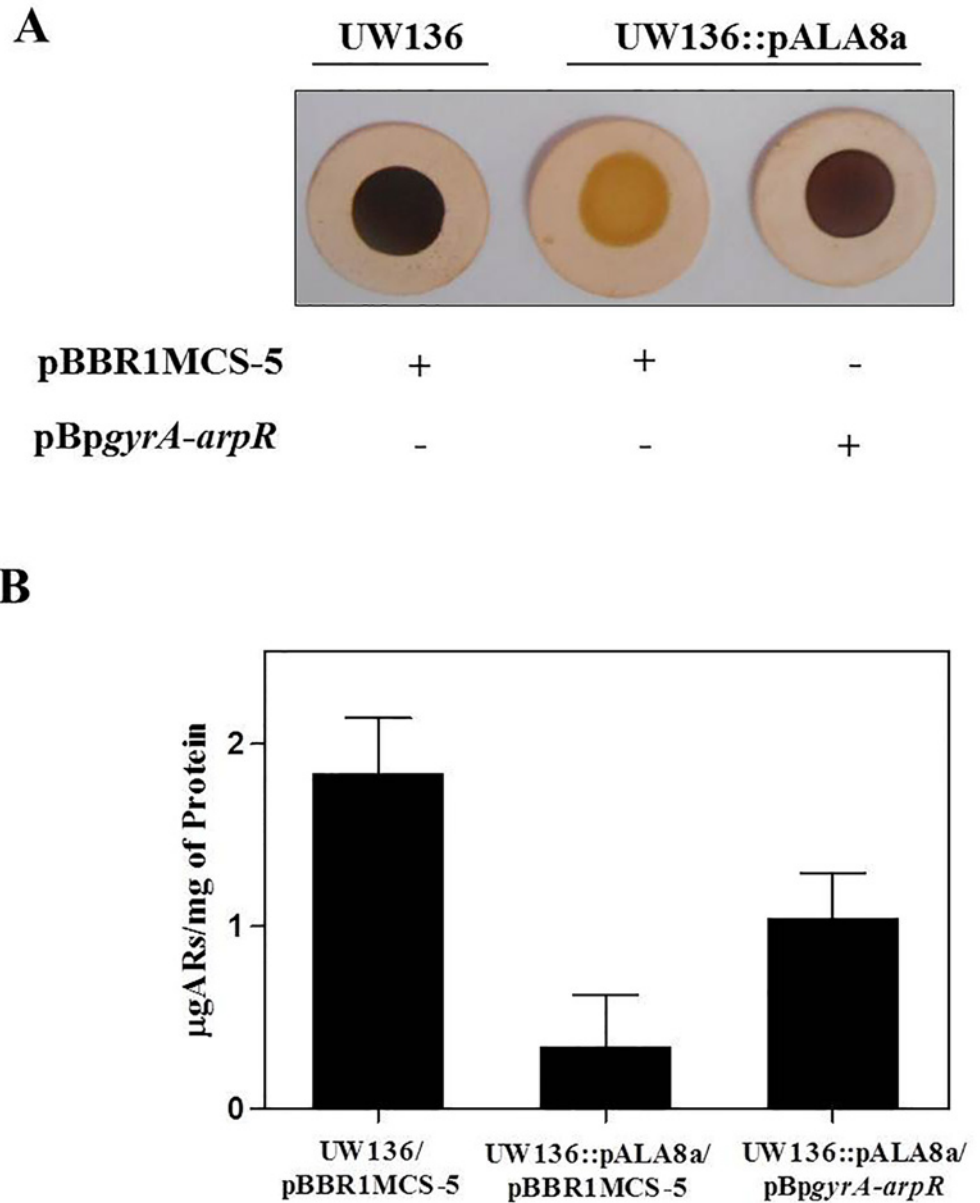 A
UW136 UW136::pALA8a
pBBR1MCS-5 + + -
pBpgyrA-arpR - - +
B
µgARs/mg of Protein
2
1
0
UW136/ UW136::pALA8a/ UW136::pALA8a/
pBBR1MCS-5 pBBR1MCS-5 pBpgyrA-arpR